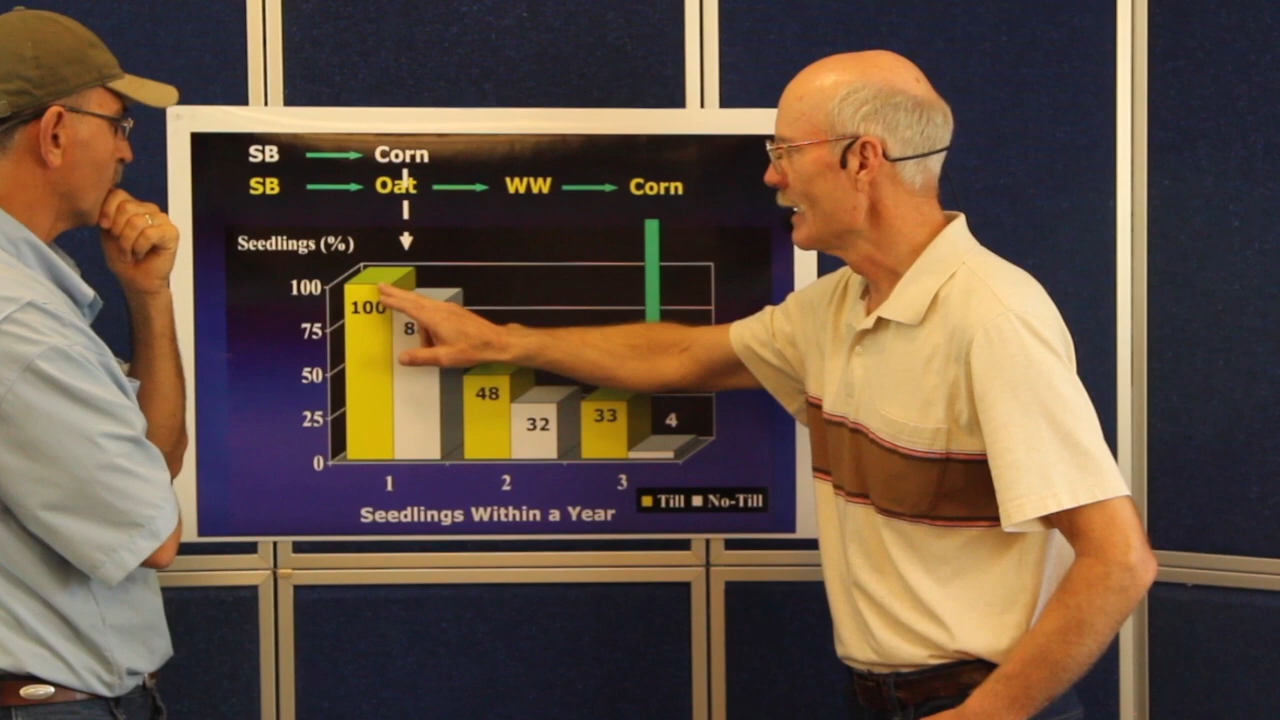 SB Corn
SB Oat WW Corn
Seedlings (%)
100
75
50
25
0
100
48
32
33
4
1 2 3
Till No-Till
Seedlings Within a Year